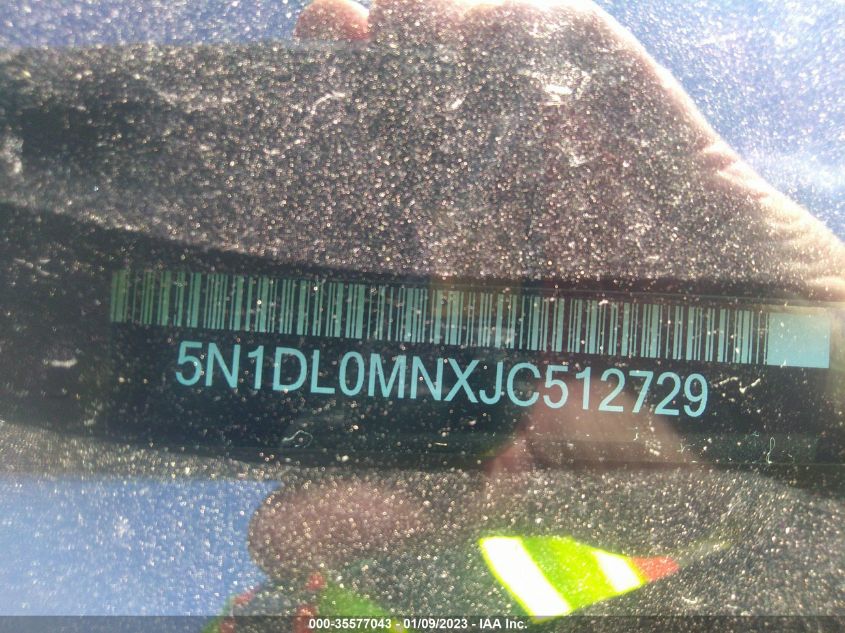 5N1DL0MNXJC512729
000-35577043 - 01/09/2023 - IAA Inc.